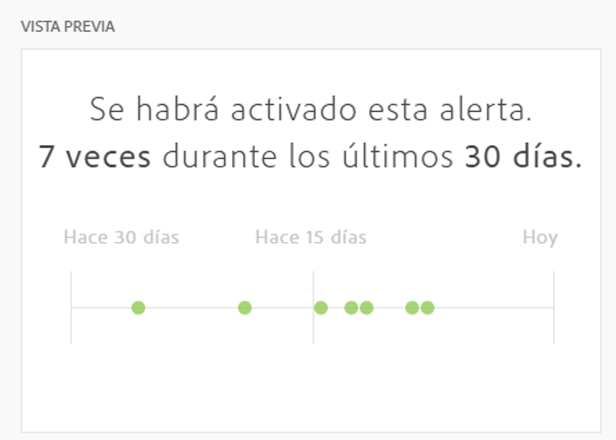 VISTA PREVIA
Se habrá activado esta alerta.
7 veces durante los últimos 30 días.
Hace 30 días Hace 15 días Hoy